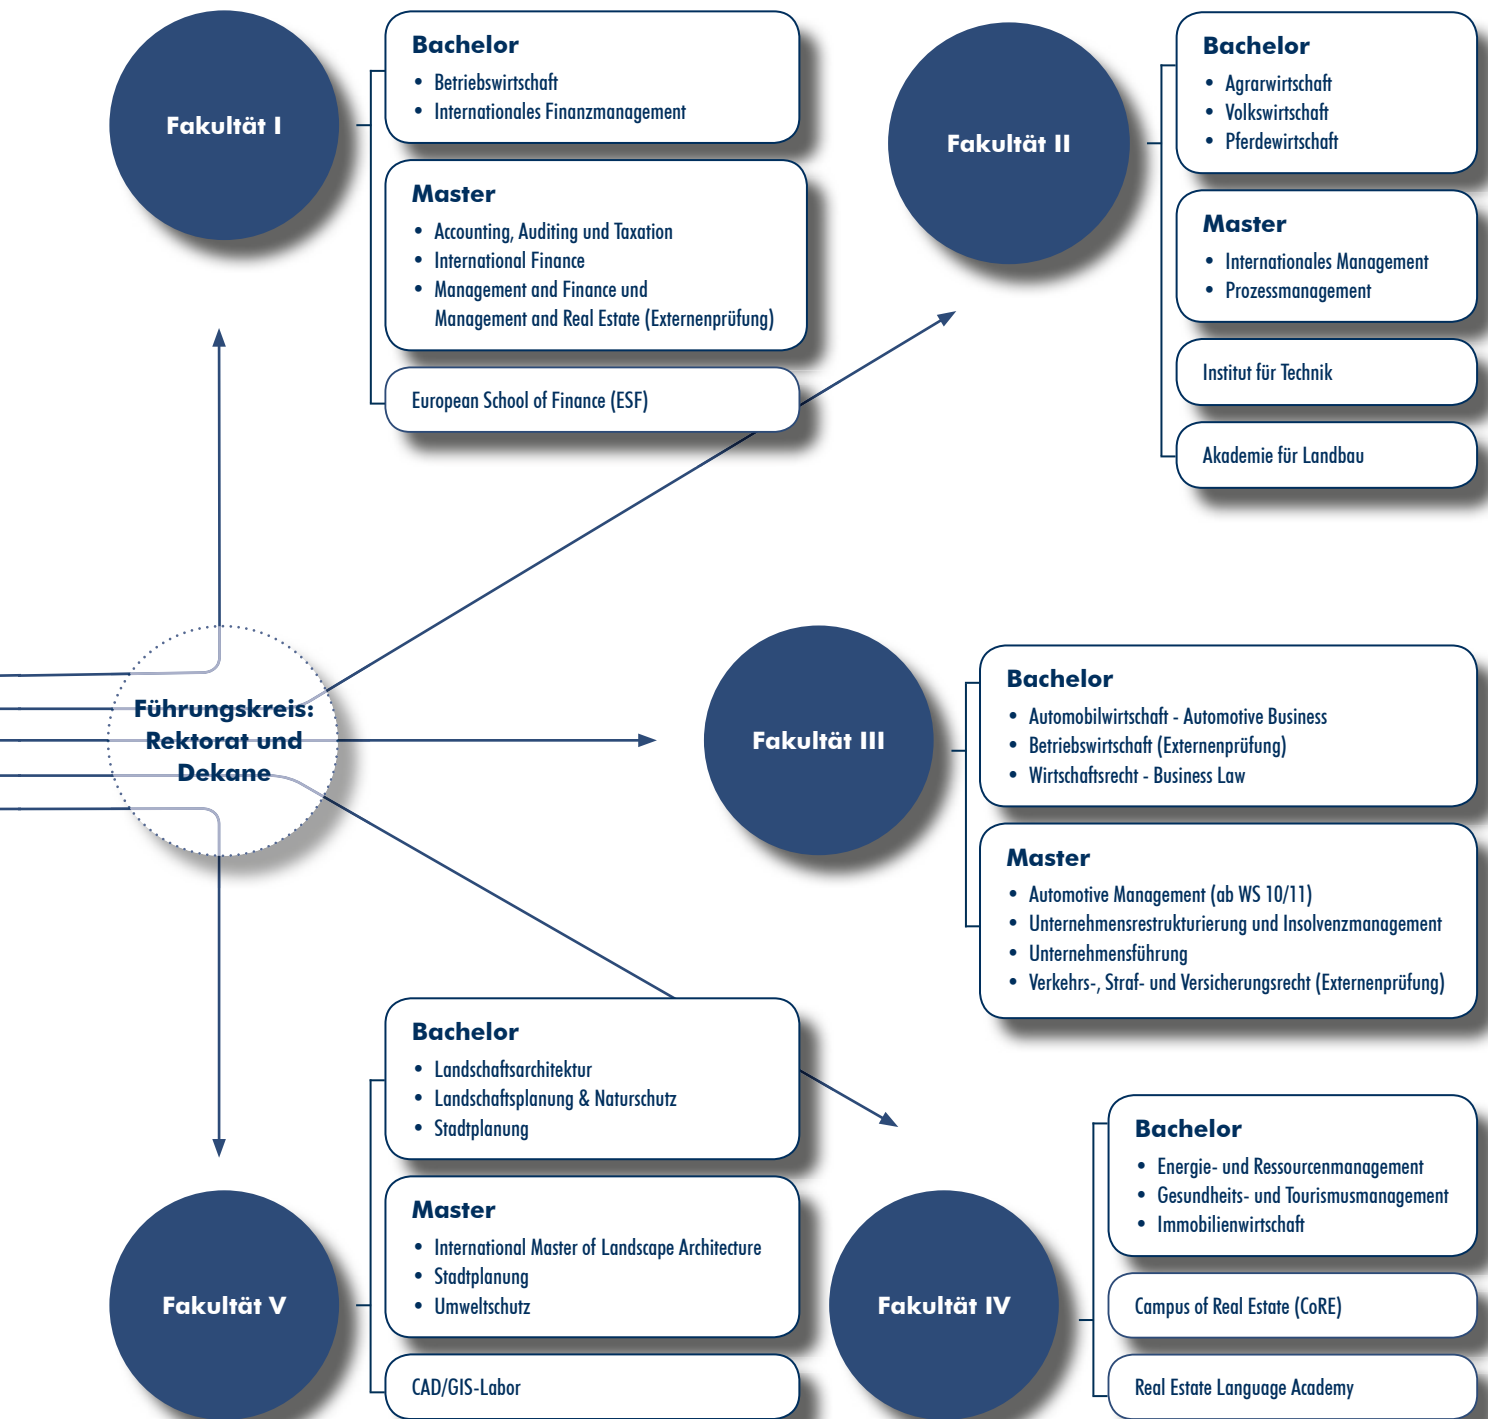 Fakultät I
Bachelor
• Betriebswirtschaft
• Internationales Finanzmanagement
Master
• Accounting, Auditing und Taxation
• International Finance
• Management and Finance und
Management and Real Estate (Externenprüfung)
European School of Finance (ESF)
Fakultät II
Bachelor
• Agrarwirtschaft
• Volkswirtschaft
• Pferdewirtschaft
Master
• Internationales Management
• Prozessmanagement
Institut für Technik
Akademie für Landbau
Führungskreis:
Rektorat und
Dekane
Fakultät III
Bachelor
• Automobilwirtschaft - Automotive Business
• Betriebswirtschaft (Externenprüfung)
• Wirtschaftsrecht - Business Law
Master
• Automotive Management (ab WS 10/11)
• Unternehmensrestrukturierung und Insolvenzmanagement
• Unternehmensführung
• Verkehrs-, Straf- und Versicherungsrecht (Externenprüfung)
Fakultät V
Bachelor
• Landschaftsarchitektur
• Landschaftsplanung & Naturschutz
• Stadtplanung
Master
• International Master of Landscape Architecture
• Stadtplanung
• Umweltschutz
CAD/GIS-Labor
Fakultät IV
Bachelor
• Energie- und Ressourcenmanagement
• Gesundheits- und Tourismusmanagement
• Immobilienwirtschaft
Campus of Real Estate (CoRE)
Real Estate Language Academy